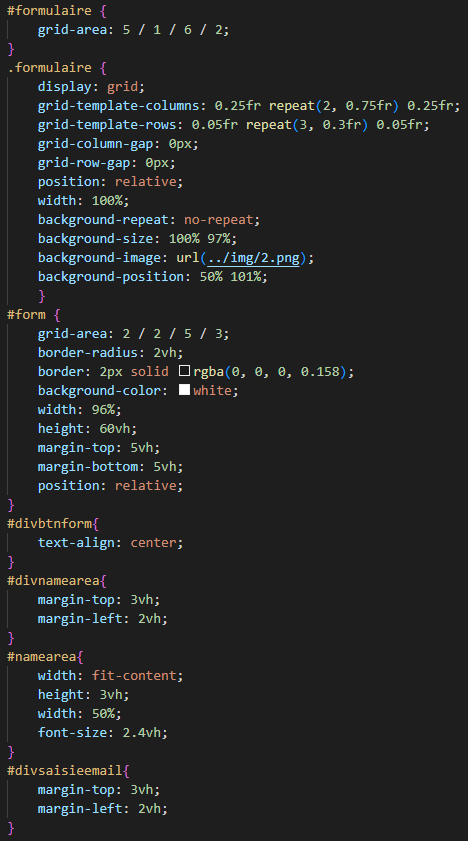 #formulaire {
    grid-area: 5 / 1 / 6 / 2;
}
.formulaire {
    display: grid;
    grid-template-columns: 0.25fr repeat(2, 0.75fr) 0.25fr;
    grid-template-rows: 0.05fr repeat(3, 0.3fr) 0.05fr;
    grid-column-gap: 0px;
    grid-row-gap: 0px;
    position: relative;
    width: 100%;
    background-repeat: no-repeat;
    background-size: 100% 97%;
    background-image: url(../img/2.png);
    background-position: 50% 101%;
    }
#form {
    grid-area: 2 / 2 / 5 / 3;
    border-radius: 2vh;
    border: 2px solid rgba(0, 0, 0, 0.158);
    background-color: white;
    width: 96%;
    height: 60vh;
    margin-top: 5vh;
    margin-bottom: 5vh;
    position: relative;
}
#divbtnform{
    text-align: center;
}
#divnamearea{
    margin-top: 3vh;
    margin-left: 2vh;
}
#namearea{
    width: fit-content;
    height: 3vh;
    width: 50%;
    font-size: 2.4vh;
}
#divsaisieemail{
    margin-top: 3vh;
    margin-left: 2vh;
}